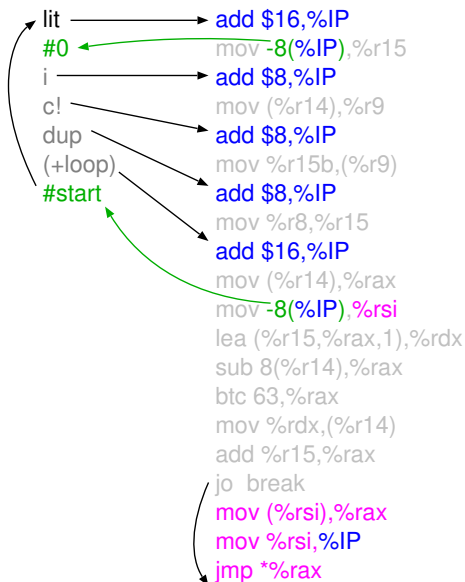 lit add $16,%IP
#0 mov -8(%IP),%r15
i add $8,%IP
c! mov (%r14),%r9
dup add $8,%IP
(+loop) mov %r15b,(%r9)
#start add $8,%IP
mov %r8,%r15
add $16,%IP
mov (%r14),%rax
mov -8(%IP),%rsi
lea (%r15,%rax,1),%rdx
sub 8(%r14),%rax
btc 63,%rax
mov %rdx,(%r14)
add %r15,%rax
jo break
mov (%rsi),%rax
mov %rsi,%IP
jmp *%rax